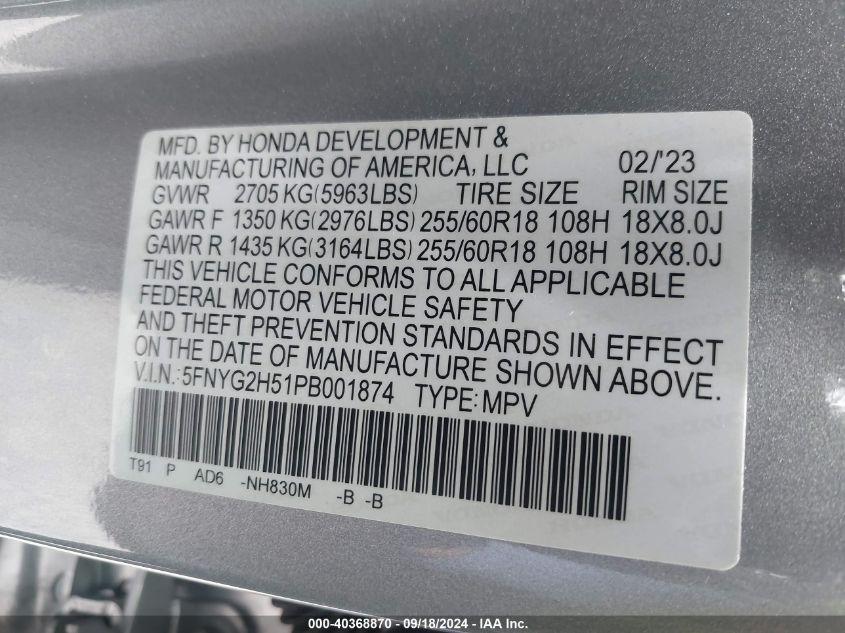 MFD. BY HONDA DEVELOPMENT &
MANUFACTURING OF AMERICA, LLC 02/'23
GVWR 2705 KG(5963LBS) TIRE SIZE RIM SIZE
GAWR F 1350 KG(2976LBS) 255/60R18 108H 18X8.0J
GAWR R 1435 KG(3164LBS) 255/60R18 108H 18X8.0J
THIS VEHICLE CONFORMS TO ALL APPLICABLE
FEDERAL MOTOR VEHICLE SAFETY
AND THEFT PREVENTION STANDARDS IN EFFECT
ON THE DATE OF MANUFACTURE SHOWN ABOVE.
V.I.N.: 5FNYG2H51PB001874 TYPE: MPV
T91 P AD6 -NH830M -B -B
000-40368870 - 09/18/2024 - IAA Inc.